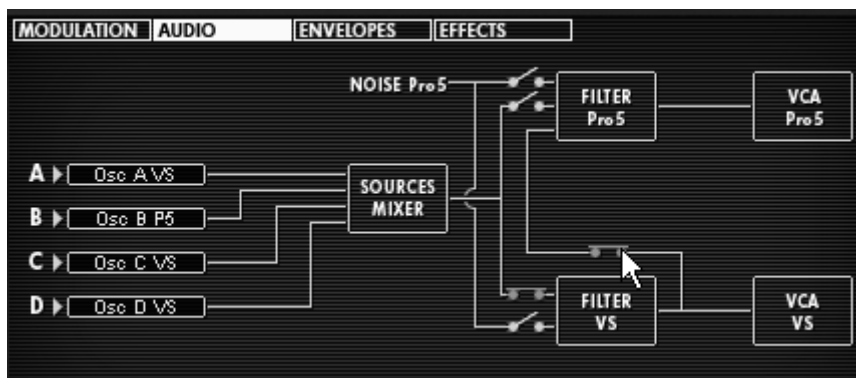 MODULATION AUDIO ENVELOPES EFFECTS
NOISE Pro5
FILTER
Pro5
VCA
Pro5
A Osc A VS
B Osc B P5
C Osc C VS
D Osc D VS
SOURCES
MIXER
FILTER
VS
VCA
VS